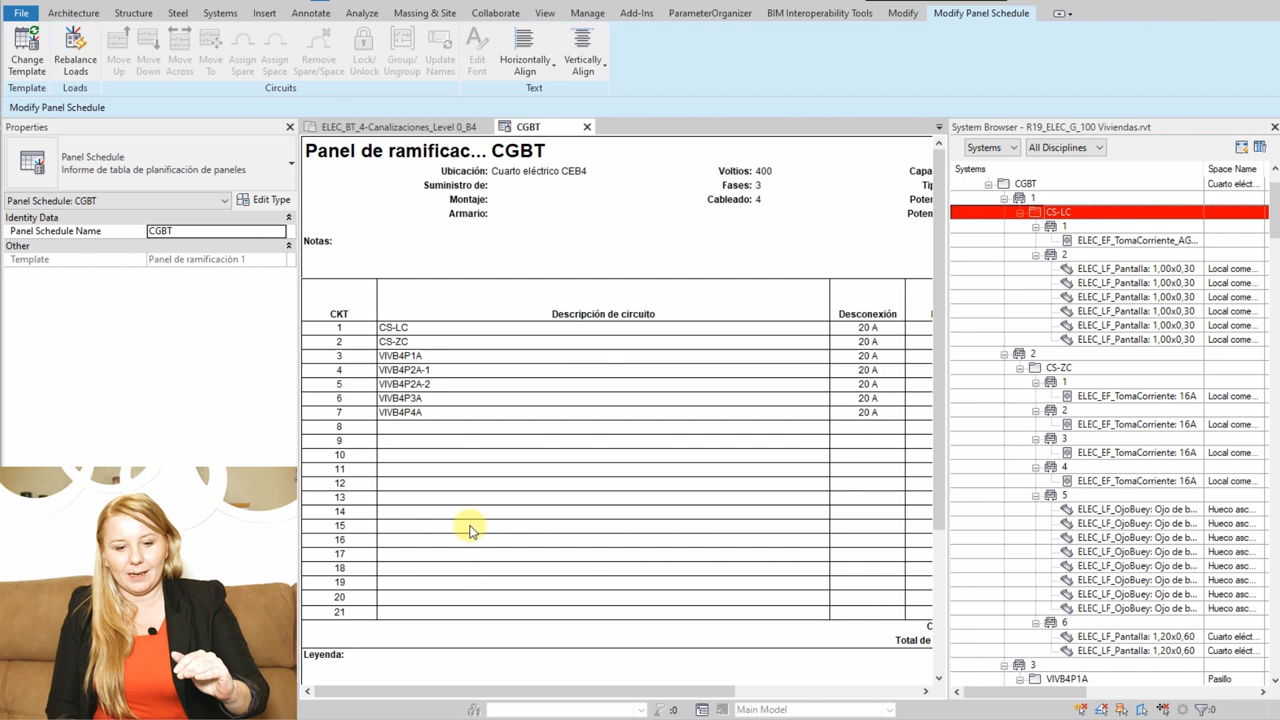 File Architecture Structure Steel Systems Insert Annotate Analyze Massing & Site Collaborate View Manage Add-Ins ParameterOrganizer BIM Interoperability Tools Modify Modify Panel Schedule
Change Template
Rebalance Loads
Move Up
Move Down
Move Across
Move To
Assign Spare
Assign Space
Remove Spare/Space
Lock/ Unlock
Group/ Ungroup
Update Names
Edit Font
Horizontally Align
Vertically Align
Template Loads Circuits Text
Modify Panel Schedule
Properties
Panel Schedule
Informe de tabla de planificación de paneles
Panel Schedule: CGBT Edit Type
Identity Data
Panel Schedule Name CGBT
Other
Template Panel de ramificación 1
ELEC_BT_4-Canalizaciones_Level 0_B4 CGBT
Panel de ramificac... CGBT
Ubicación: Cuarto eléctrico CEB4 Voltios: 400 Capa
Suministro de: Fases: 3
Montaje: Cableado: 4 Poten
Armario: Poten
Notas:
CKT Descripción de circuito Desconexión
1 CS-LC 20 A
2 CS-ZC 20 A
3 VIVB4P1A 20 A
4 VIVB4P2A-1 20 A
5 VIVB4P2A-2 20 A
6 VIVB4P3A 20 A
7 VIVB4P4A 20 A
8
9
10
11
12
13
14
15
16
17
18
19
20
21
Total de
Leyenda:
:0 Main Model
System Browser - R19_ELEC_G_100 Viviendas.rvt
Systems All Disciplines
Systems Space Name
CGBT Cuarto eléct...
1
CS-LC
1
ELEC_EF_TomaCorriente_AG...
2
ELEC_LF_Pantalla: 1,00x0,30 Local come...
ELEC_LF_Pantalla: 1,00x0,30 Local come...
ELEC_LF_Pantalla: 1,00x0,30 Local come...
ELEC_LF_Pantalla: 1,00x0,30 Local come...
ELEC_LF_Pantalla: 1,00x0,30 Local come...
ELEC_LF_Pantalla: 1,00x0,30 Local come...
2
CS-ZC
1
ELEC_EF_TomaCorriente: 16A Local come...
2
ELEC_EF_TomaCorriente: 16A Local come...
3
ELEC_EF_TomaCorriente: 16A Local come...
4
ELEC_EF_TomaCorriente: 16A Local come...
5
ELEC_LF_OjoBuey: Ojo de b... Hueco asc...
ELEC_LF_OjoBuey: Ojo de b... Hueco asc...
ELEC_LF_OjoBuey: Ojo de b... Hueco asc...
ELEC_LF_OjoBuey: Ojo de b... Hueco asc...
ELEC_LF_OjoBuey: Ojo de b... Hueco asc...
ELEC_LF_OjoBuey: Ojo de b... Hueco asc...
ELEC_LF_OjoBuey: Ojo de b... Hueco asc...
ELEC_LF_OjoBuey: Ojo de b... Hueco asc...
6
ELEC_LF_Pantalla: 1,20x0,60 Cuarto eléct...
ELEC_LF_Pantalla: 1,20x0,60 Cuarto eléct...
3
VIVB4P1A Pasillo
:0